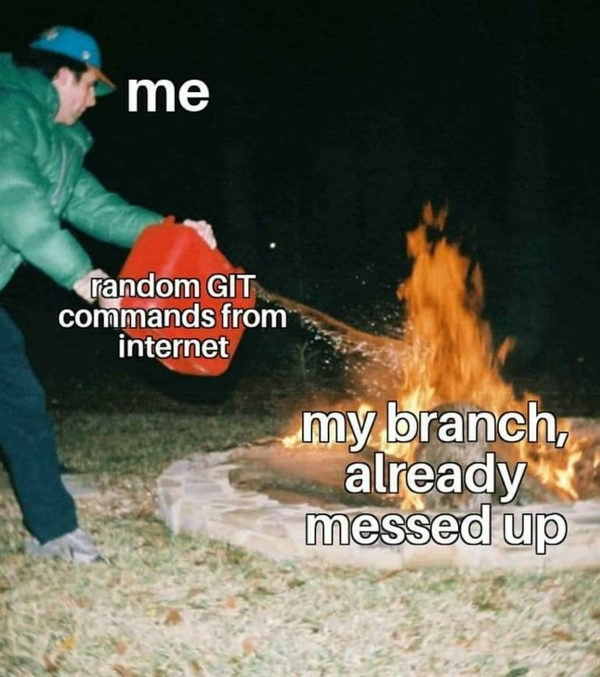 me
random GIT
commands from
internet
my branch,
already
messed up